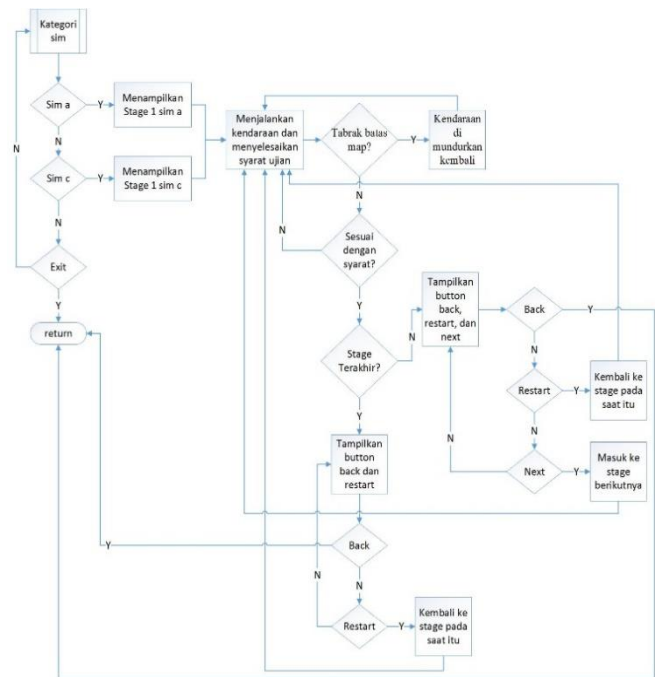 Kategori
sim
Sim a
Y
Menampilkan
Stage 1 sim a
N
Sim c
Y
Menampilkan
Stage 1 sim c
N
N
Exit
Y
return
Menjalankan
kendaraan dan
menyelesaikan
syarat ujian
Tabrak batas
map?
Y
Kendaraan
di
mundurkan
kembali
N
N
Sesuai
dengan
syarat?
Y
Stage
Terakhir?
N
Tampilkan
button
back,
restart, dan
next
Back
Y
N
Restart
Y
Kembali ke
stage pada
saat itu
N
N
Next
Y
Masuk ke
stage
berikutnya
Y
Tampilkan
button
back dan
restart
Y
Back
N
N
Restart
Y
Kembali ke
stage pada
saat itu